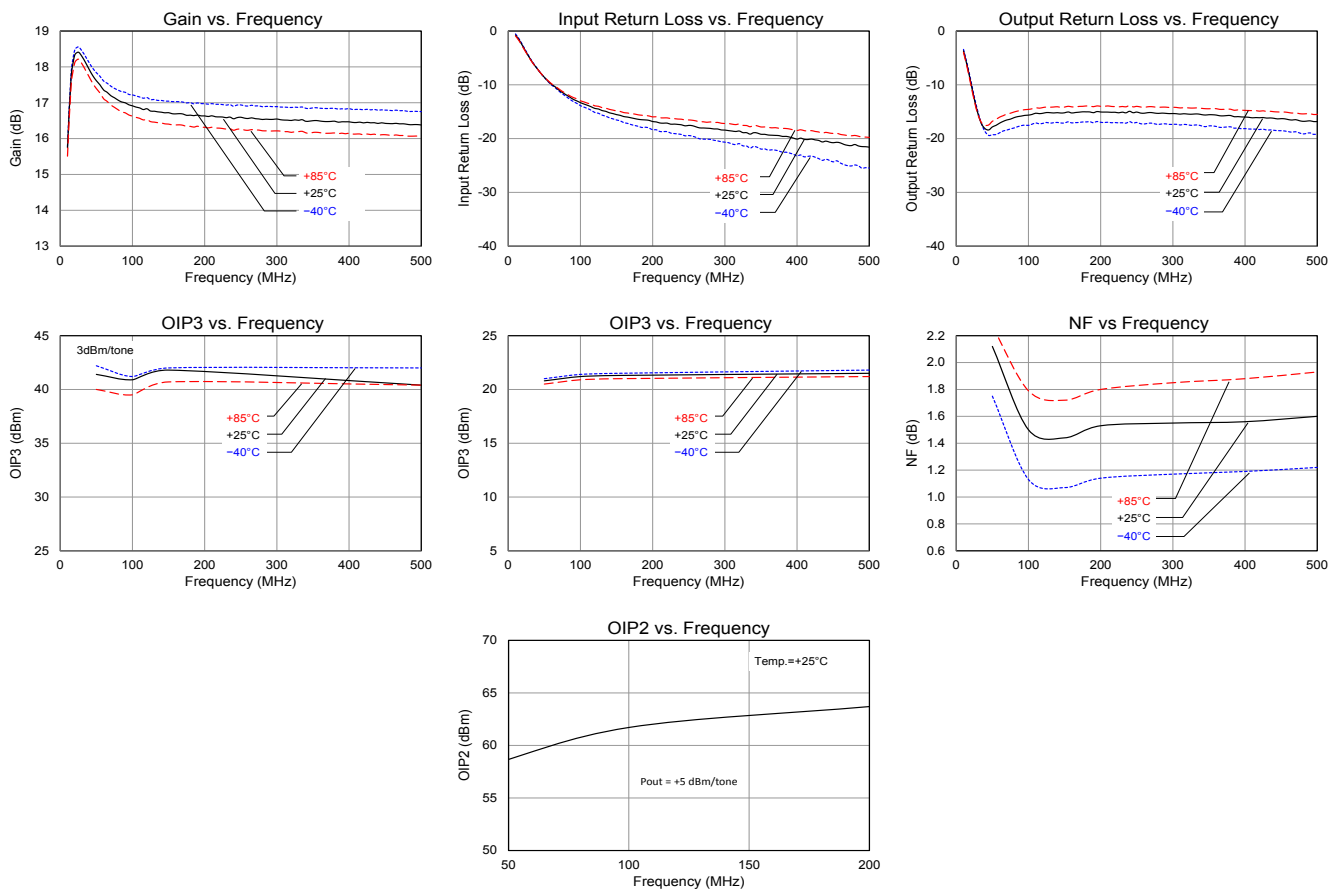 Gain vs. Frequency
19
18
17
16
15
14
13
Gain (dB)
+85°C
+25°C
−40°C
0 100 200 300 400 500
Frequency (MHz)
Input Return Loss vs. Frequency
0
-10
-20
-30
-40
Input Return Loss (dB)
+85°C
+25°C
−40°C
0 100 200 300 400 500
Frequency (MHz)
Output Return Loss vs. Frequency
0
-10
-20
-30
-40
Output Return Loss (dB)
+85°C
+25°C
−40°C
0 100 200 300 400 500
Frequency (MHz)
OIP3 vs. Frequency
45
40
35
30
25
OIP3 (dBm)
3dBm/tone
+85°C
+25°C
−40°C
0 100 200 300 400 500
Frequency (MHz)
OIP3 vs. Frequency
25
20
15
10
5
OIP3 (dBm)
+85°C
+25°C
−40°C
0 100 200 300 400 500
Frequency (MHz)
NF vs Frequency
2.2
2.0
1.8
1.6
1.4
1.2
1.0
0.8
0.6
NF (dB)
+85°C
+25°C
−40°C
0 100 200 300 400 500
Frequency (MHz)
OIP2 vs. Frequency
70
65
60
55
50
OIP2 (dBm)
Temp.=+25°C
Pout = +5 dBm/tone
50 100 150 200
Frequency (MHz)